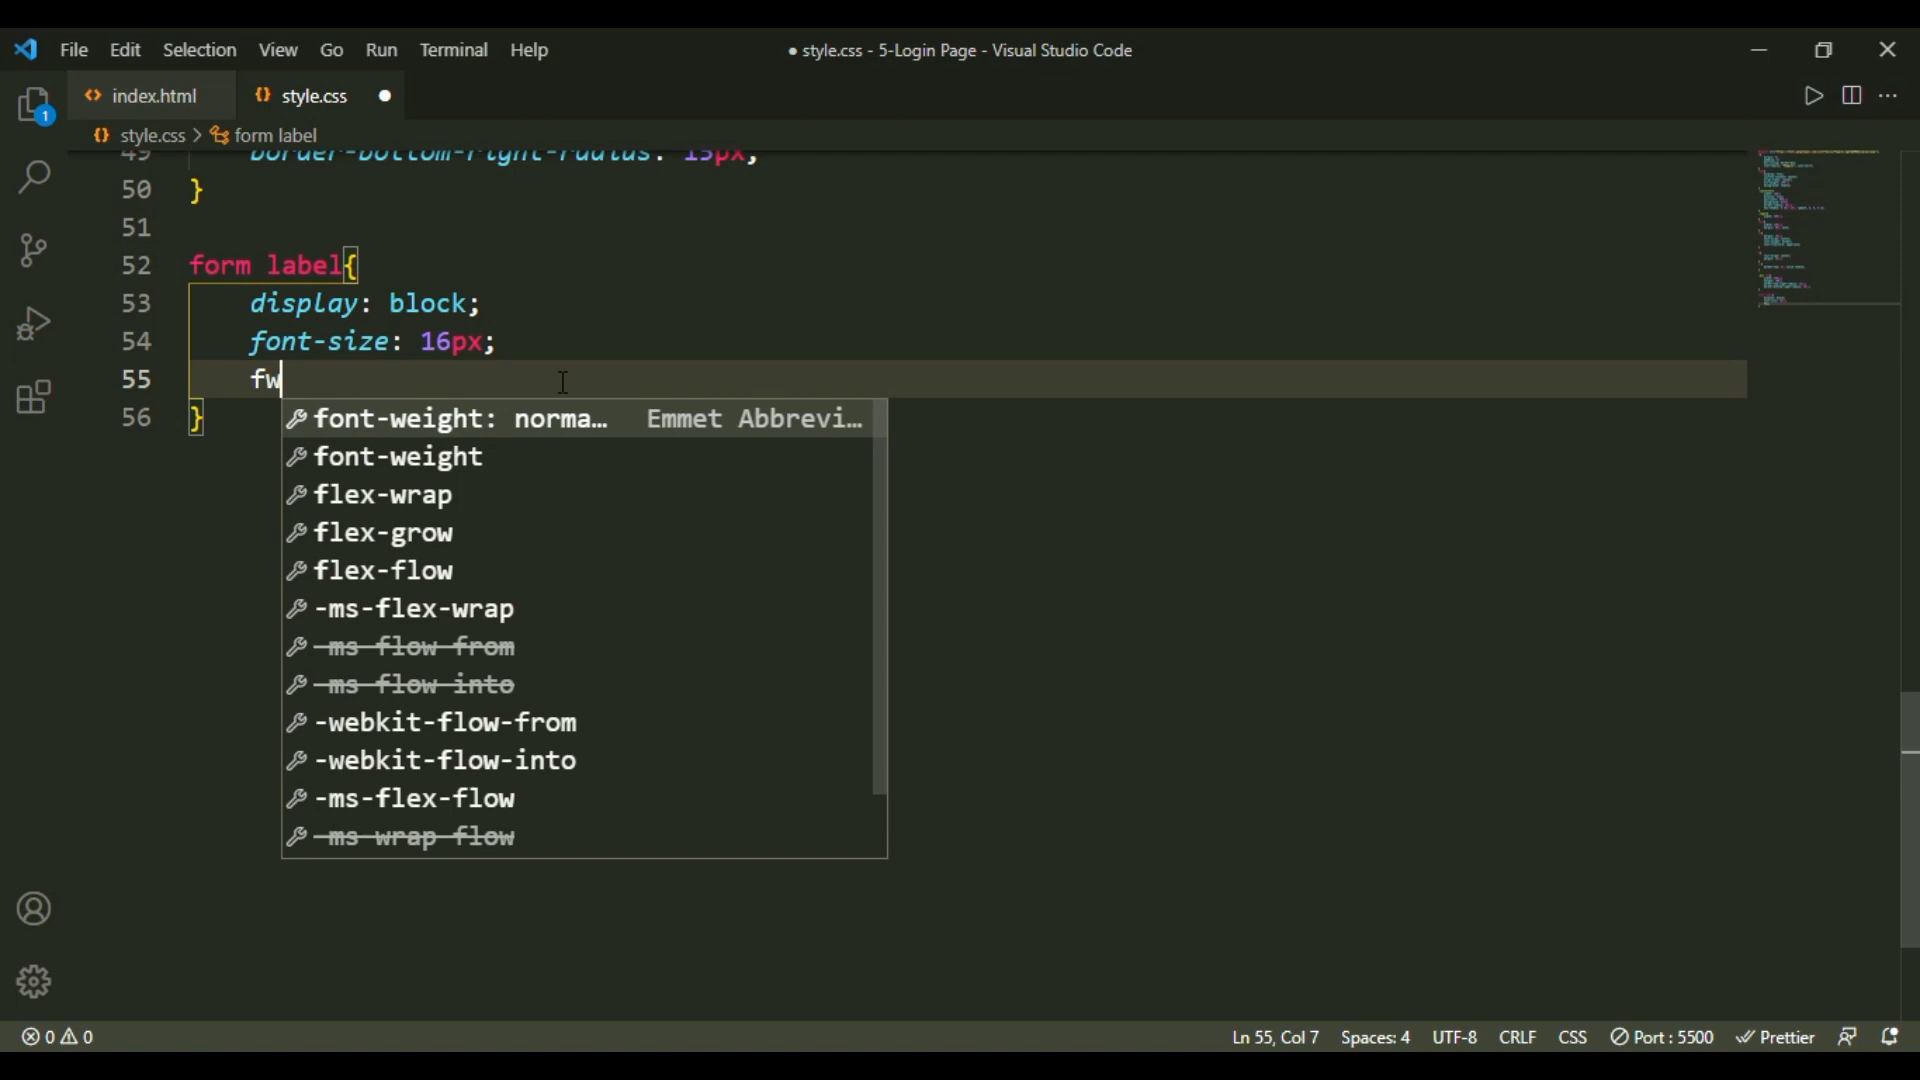 File Edit Selection View Go Run Terminal Help
● style.css - 5-Login Page - Visual Studio Code
index.html
style.css
style.css > form label
1
49 border-bottom-right-radius: 15px;
50 }
51
52 form label{
53 display: block;
54 font-size: 16px;
55 fw
56 }
font-weight: norma… Emmet Abbrevi…
font-weight
flex-wrap
flex-grow
flex-flow
-ms-flex-wrap
-ms-flow-from
-ms-flow-into
-webkit-flow-from
-webkit-flow-into
-ms-flex-flow
-ms-wrap-flow
0 0
Ln 55, Col 7 Spaces: 4 UTF-8 CRLF CSS Port : 5500 Prettier